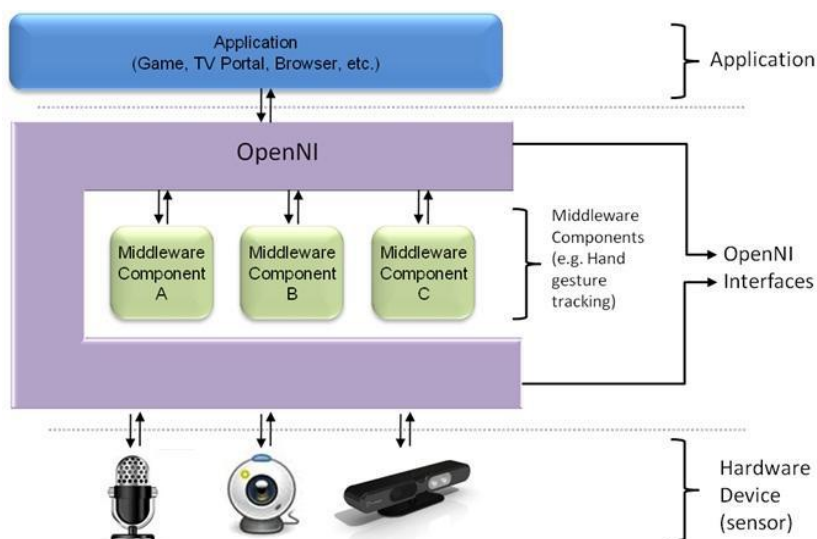 Application
(Game, TV Portal, Browser, etc.)
Application
OpenNI
Middleware
Component
A
Middleware
Component
B
Middleware
Component
C
Middleware
Components
(e.g. Hand
gesture
tracking)
OpenNI
Interfaces
Hardware
Device
(sensor)